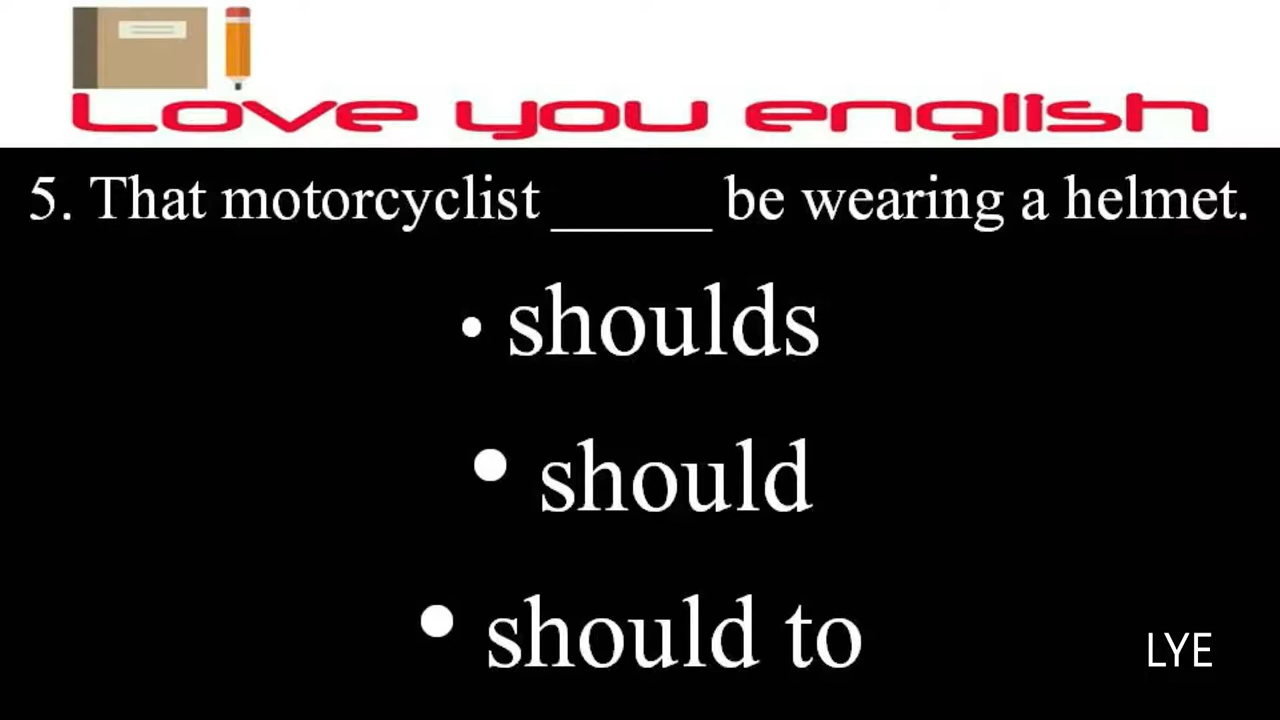 Love you english
5. That motorcyclist _____ be wearing a helmet.
• shoulds
• should
• should to
LYE